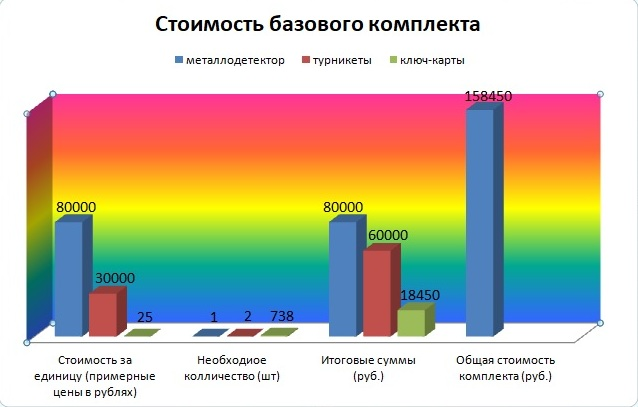 Стоимость базового комплекта
металлодетектор турникеты ключ-карты
158450
80000 80000
60000
30000
25 1 2 738 18450
Стоимость за Необходиое Итоговые суммы Общая стоимость
единицу (примерные колличество (шт) (руб.) комплекта (руб.)
цены в рублях)